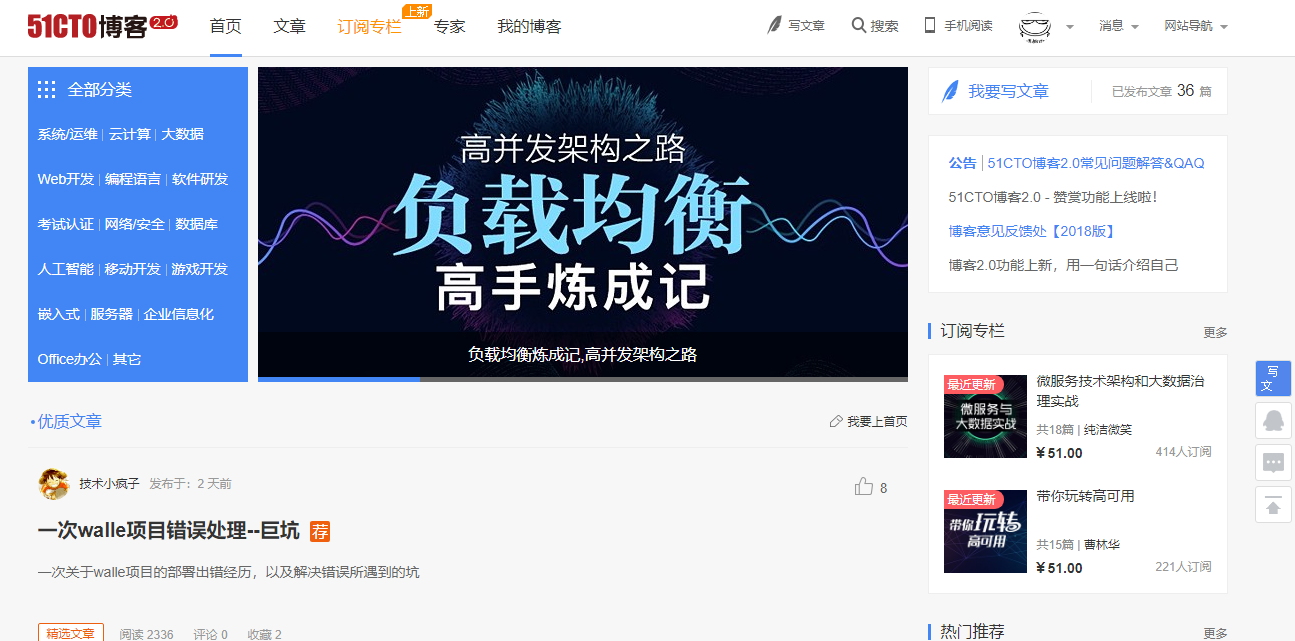 51CTO博客2.0
首页 文章 订阅专栏 上新 专家 我的博客
写文章 搜索 手机阅读 消息 网站导航
全部分类
系统/运维 | 云计算 | 大数据
Web开发 | 编程语言 | 软件研发
考试认证 | 网络/安全 | 数据库
人工智能 | 移动开发 | 游戏开发
嵌入式 | 服务器 | 企业信息化
Office办公 | 其它
高并发架构之路
负载均衡
高手炼成记
负载均衡炼成记,高并发架构之路
•优质文章
我要上首页
技术小疯子 发布于：2 天前
8
一次walle项目错误处理--巨坑 荐
一次关于walle项目的部署出错经历，以及解决错误所遇到的坑
精选文章 阅读 2336 评论 0 收藏 2
我要写文章 已发布文章 36 篇
公告 | 51CTO博客2.0常见问题解答&QAQ
51CTO博客2.0 - 赞赏功能上线啦！
博客意见反馈处【2018版】
博客2.0功能上新，用一句话介绍自己
订阅专栏 更多
最近更新
微服务与
大数据实战
微服务技术架构和大数据治
理实战
共18篇 | 纯洁微笑
¥51.00 414人订阅
最近更新
带你玩转
高可用
带你玩转高可用
共15篇 | 曹林华
¥51.00 221人订阅
热门推荐 更多
写
文